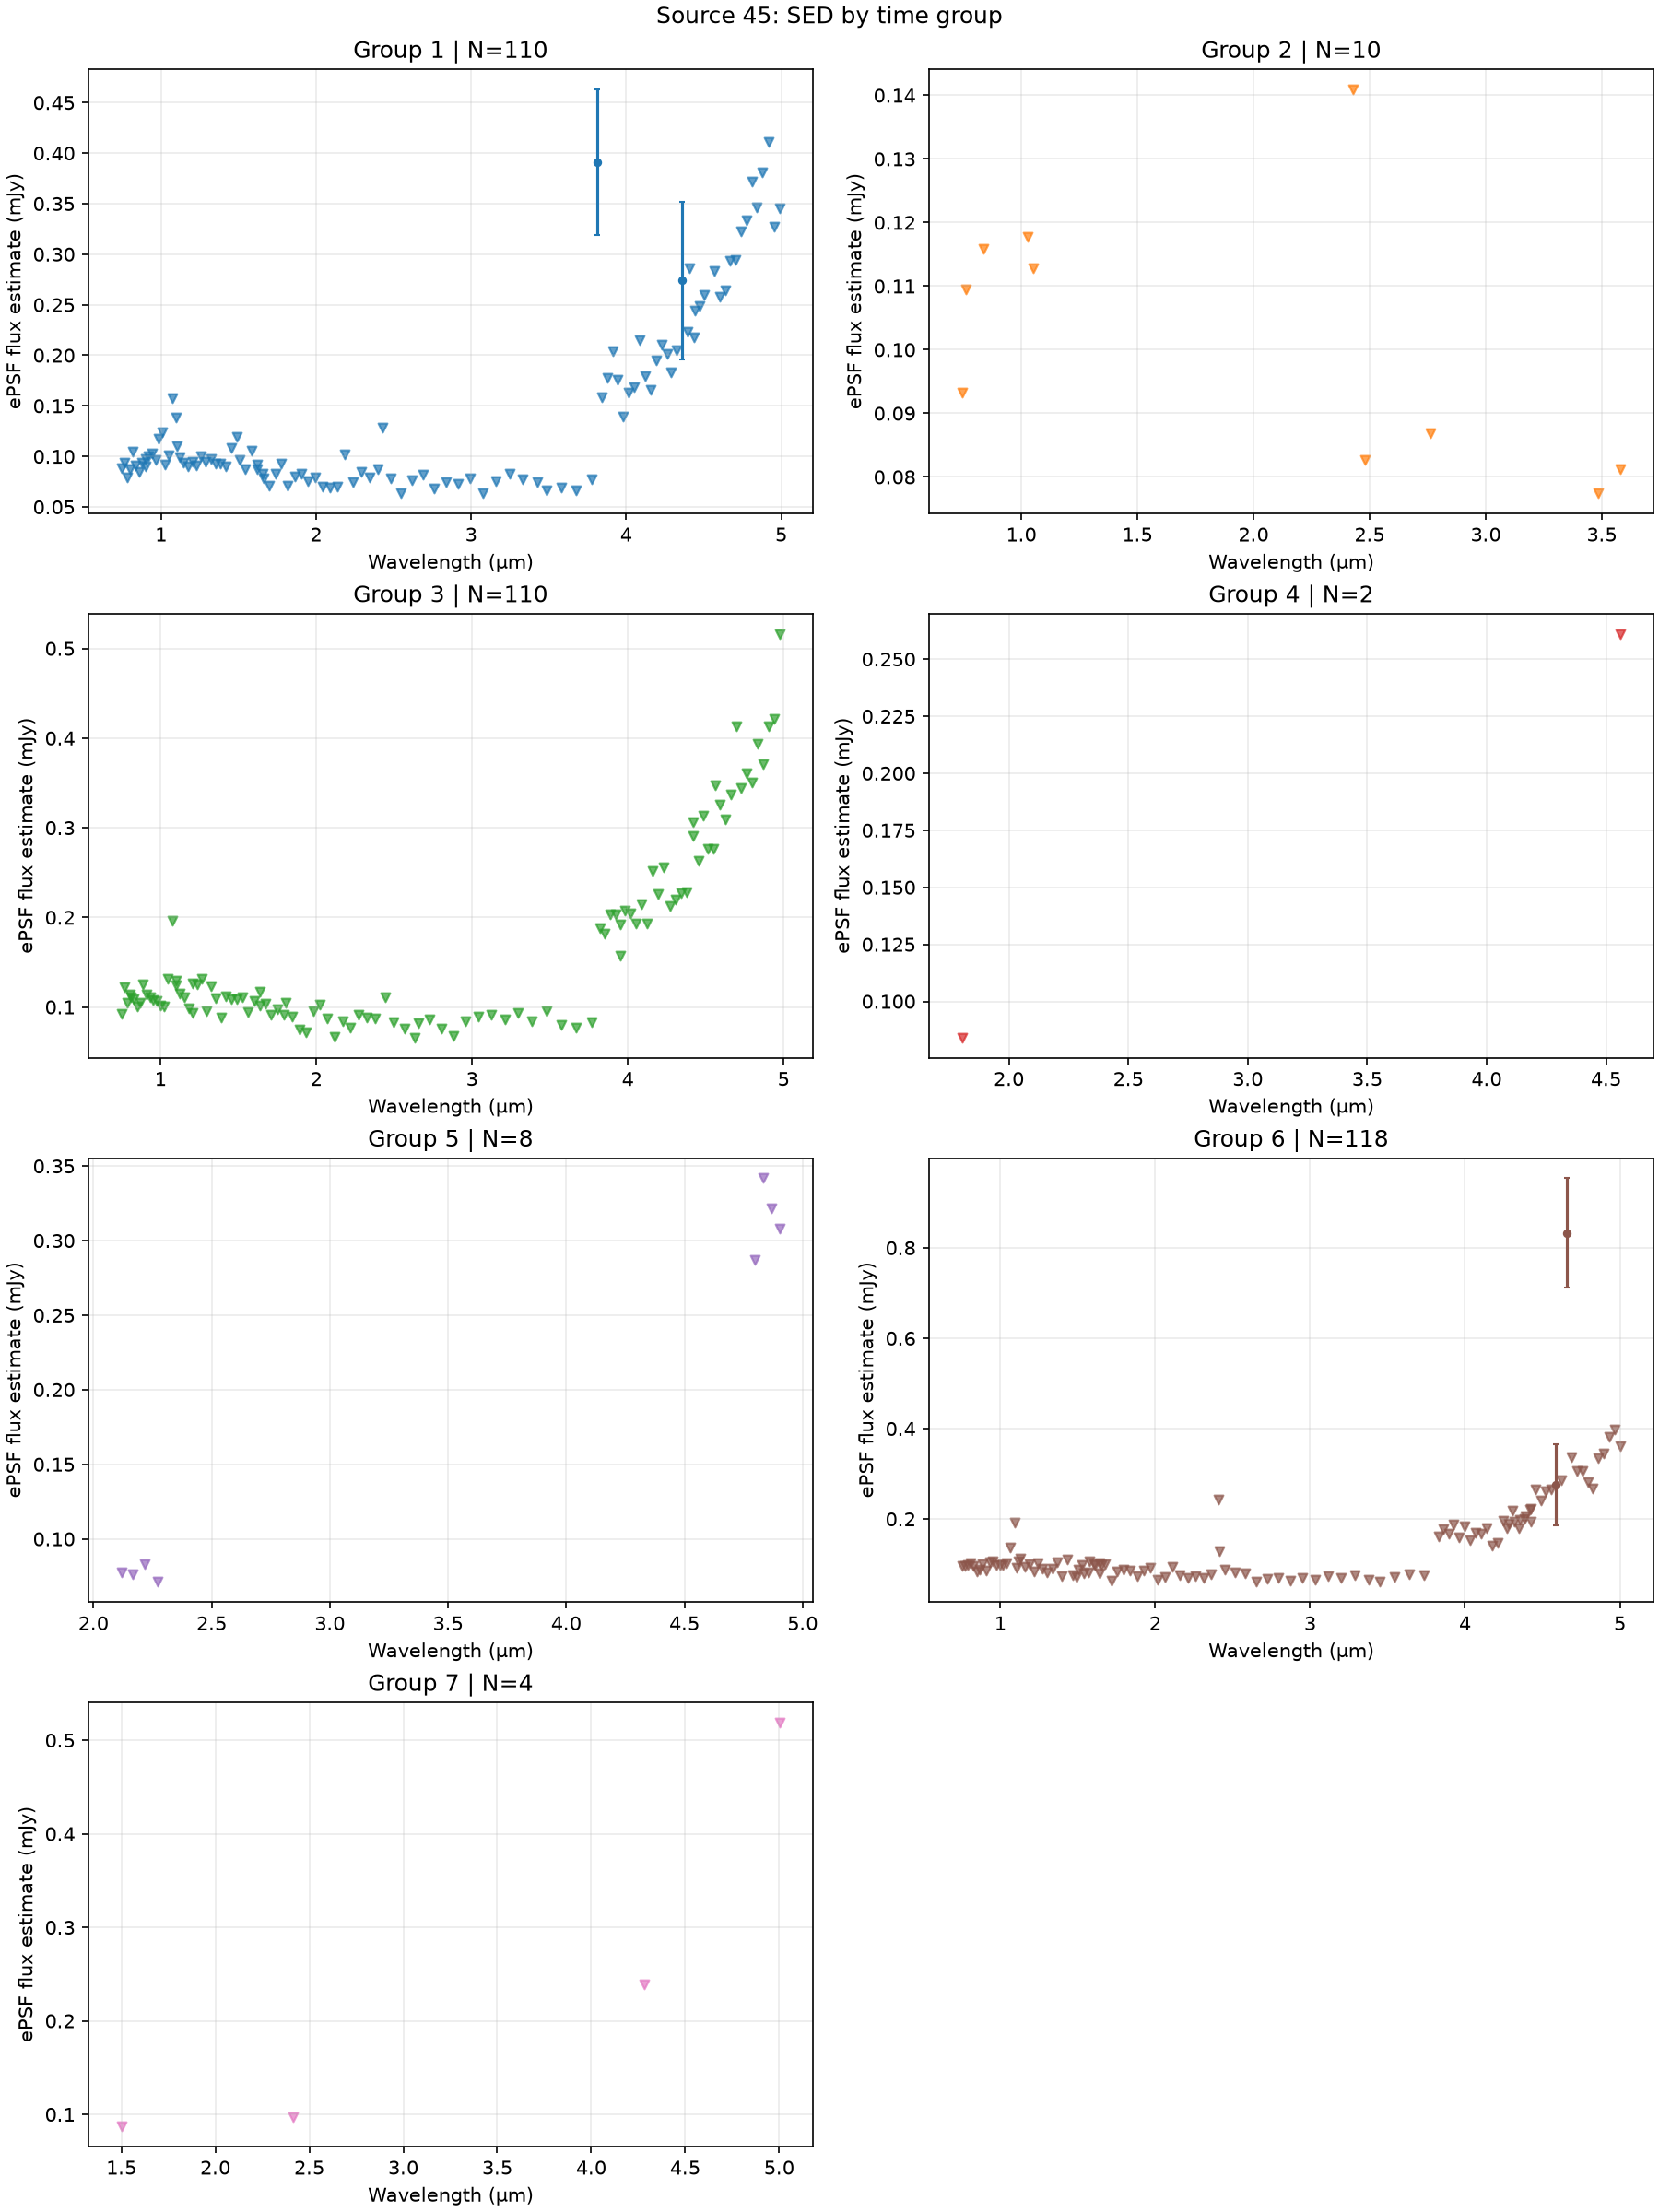 Source 45: SED by time group
Group 1 | N=110
ePSF flux estimate (mJy)
0.45
0.40
0.35
0.30
0.25
0.20
0.15
0.10
0.05
1 2 3 4 5
Wavelength (µm)
Group 2 | N=10
ePSF flux estimate (mJy)
0.14
0.13
0.12
0.11
0.10
0.09
0.08
1.0 1.5 2.0 2.5 3.0 3.5
Wavelength (µm)
Group 3 | N=110
ePSF flux estimate (mJy)
0.5
0.4
0.3
0.2
0.1
1 2 3 4 5
Wavelength (µm)
Group 4 | N=2
ePSF flux estimate (mJy)
0.250
0.225
0.200
0.175
0.150
0.125
0.100
2.0 2.5 3.0 3.5 4.0 4.5
Wavelength (µm)
Group 5 | N=8
ePSF flux estimate (mJy)
0.35
0.30
0.25
0.20
0.15
0.10
2.0 2.5 3.0 3.5 4.0 4.5 5.0
Wavelength (µm)
Group 6 | N=118
ePSF flux estimate (mJy)
0.8
0.6
0.4
0.2
1 2 3 4 5
Wavelength (µm)
Group 7 | N=4
ePSF flux estimate (mJy)
0.5
0.4
0.3
0.2
0.1
1.5 2.0 2.5 3.0 3.5 4.0 4.5 5.0
Wavelength (µm)